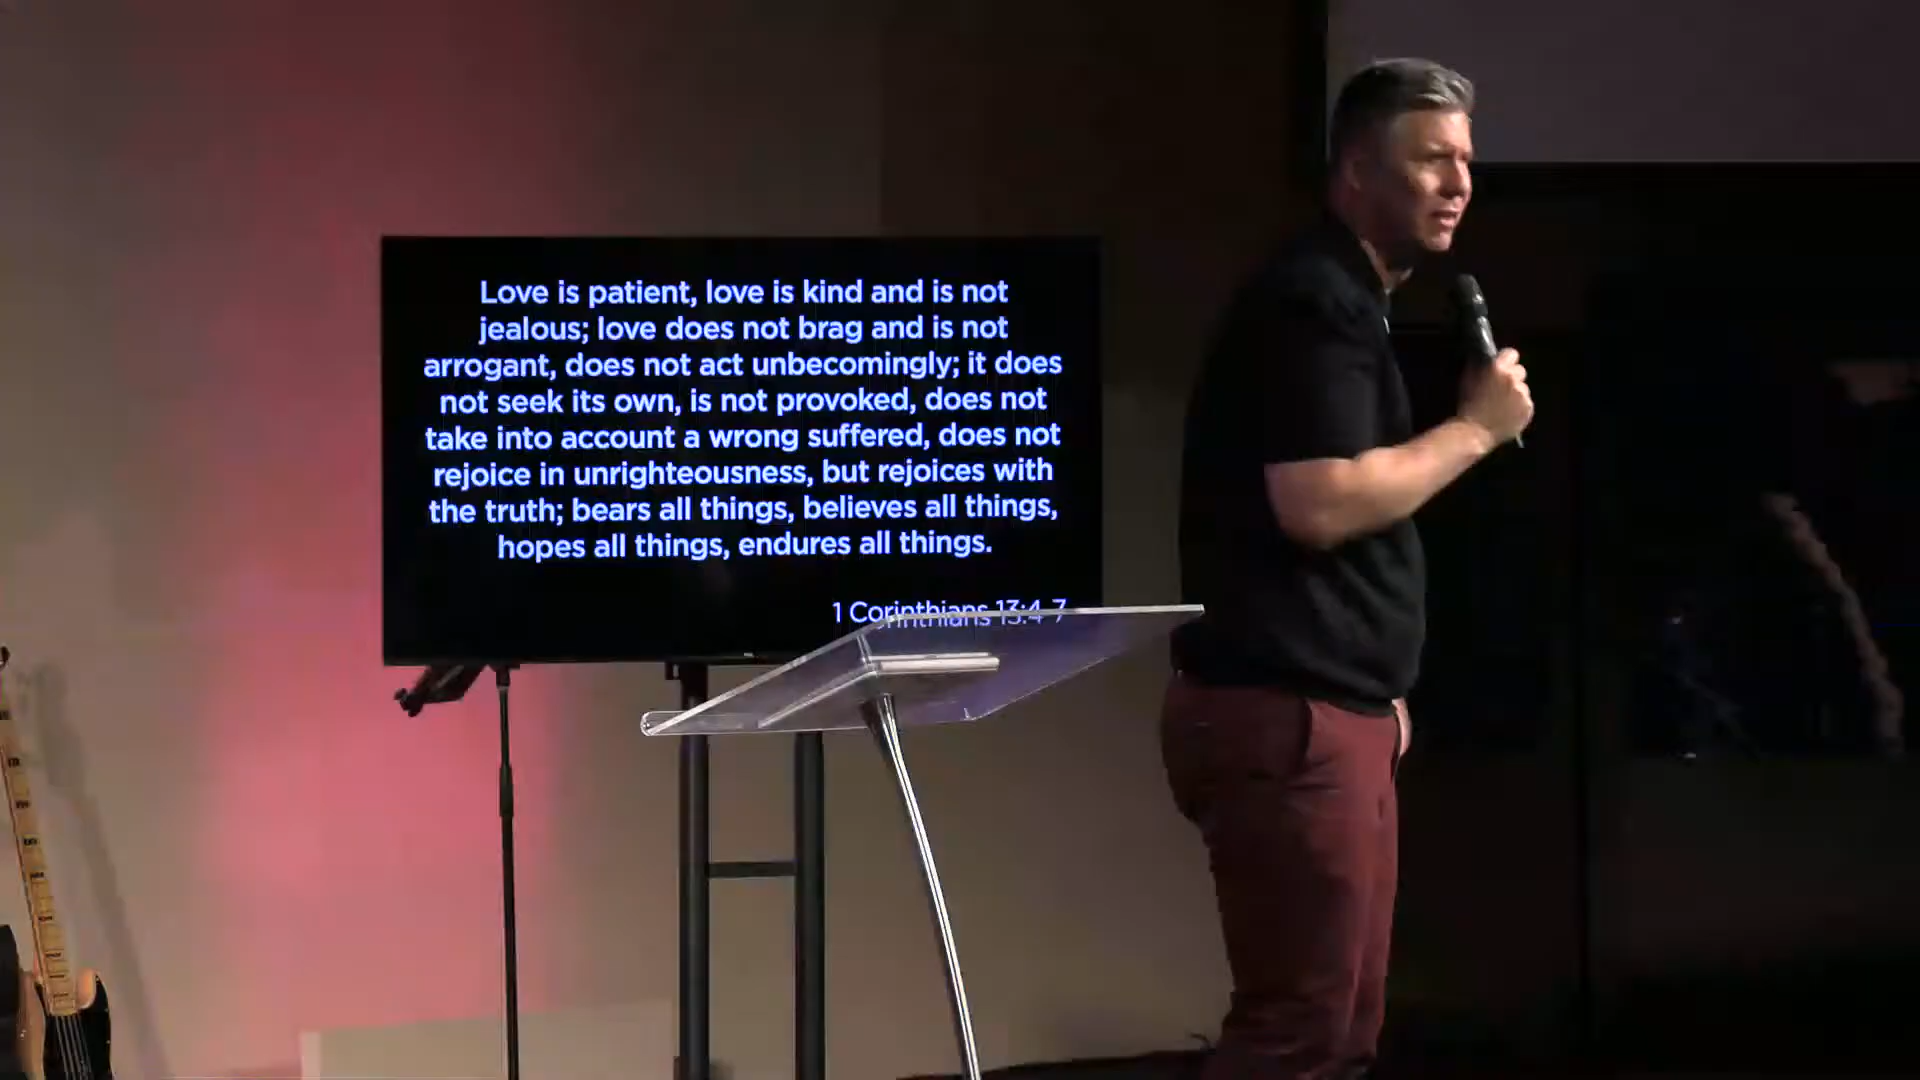 Love is patient, love is kind and is not
jealous; love does not brag and is not
arrogant, does not act unbecomingly; it does
not seek its own, is not provoked, does not
take into account a wrong suffered, does not
rejoice in unrighteousness, but rejoices with
the truth; bears all things, believes all things,
hopes all things, endures all things.
1 Corinthians 13:4-7